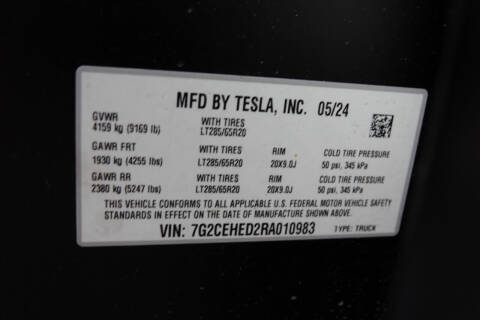 MFD BY TESLA, INC. 05/24
GVWR WITH TIRES
4159 kg (9169 lb) LT285/65R20
GAWR FRT WITH TIRES RIM COLD TIRE PRESSURE
1930 kg (4255 lb) LT285/65R20 20X9.0J 50 psi, 345 kPa
GAWR RR WITH TIRES RIM COLD TIRE PRESSURE
2380 kg (5247 lb) LT285/65R20 20X9.0J 50 psi, 345 kPa
THIS VEHICLE CONFORMS TO ALL APPLICABLE U.S. FEDERAL MOTOR VEHICLE SAFETY
STANDARDS IN EFFECT ON THE DATE OF MANUFACTURE SHOWN ABOVE.
VIN: 7G2CEHED2RA010983 TYPE: TRUCK